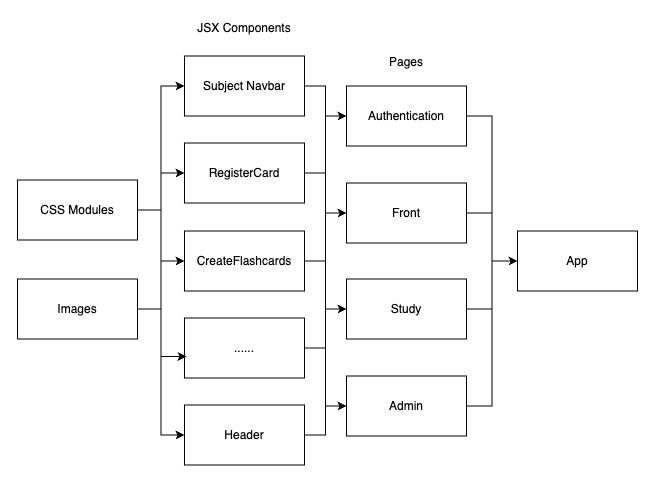 JSX Components
Pages
Subject Navbar
Authentication
RegisterCard
CSS Modules
Front
CreateFlashcards
App
Images
Study
......
Admin
Header